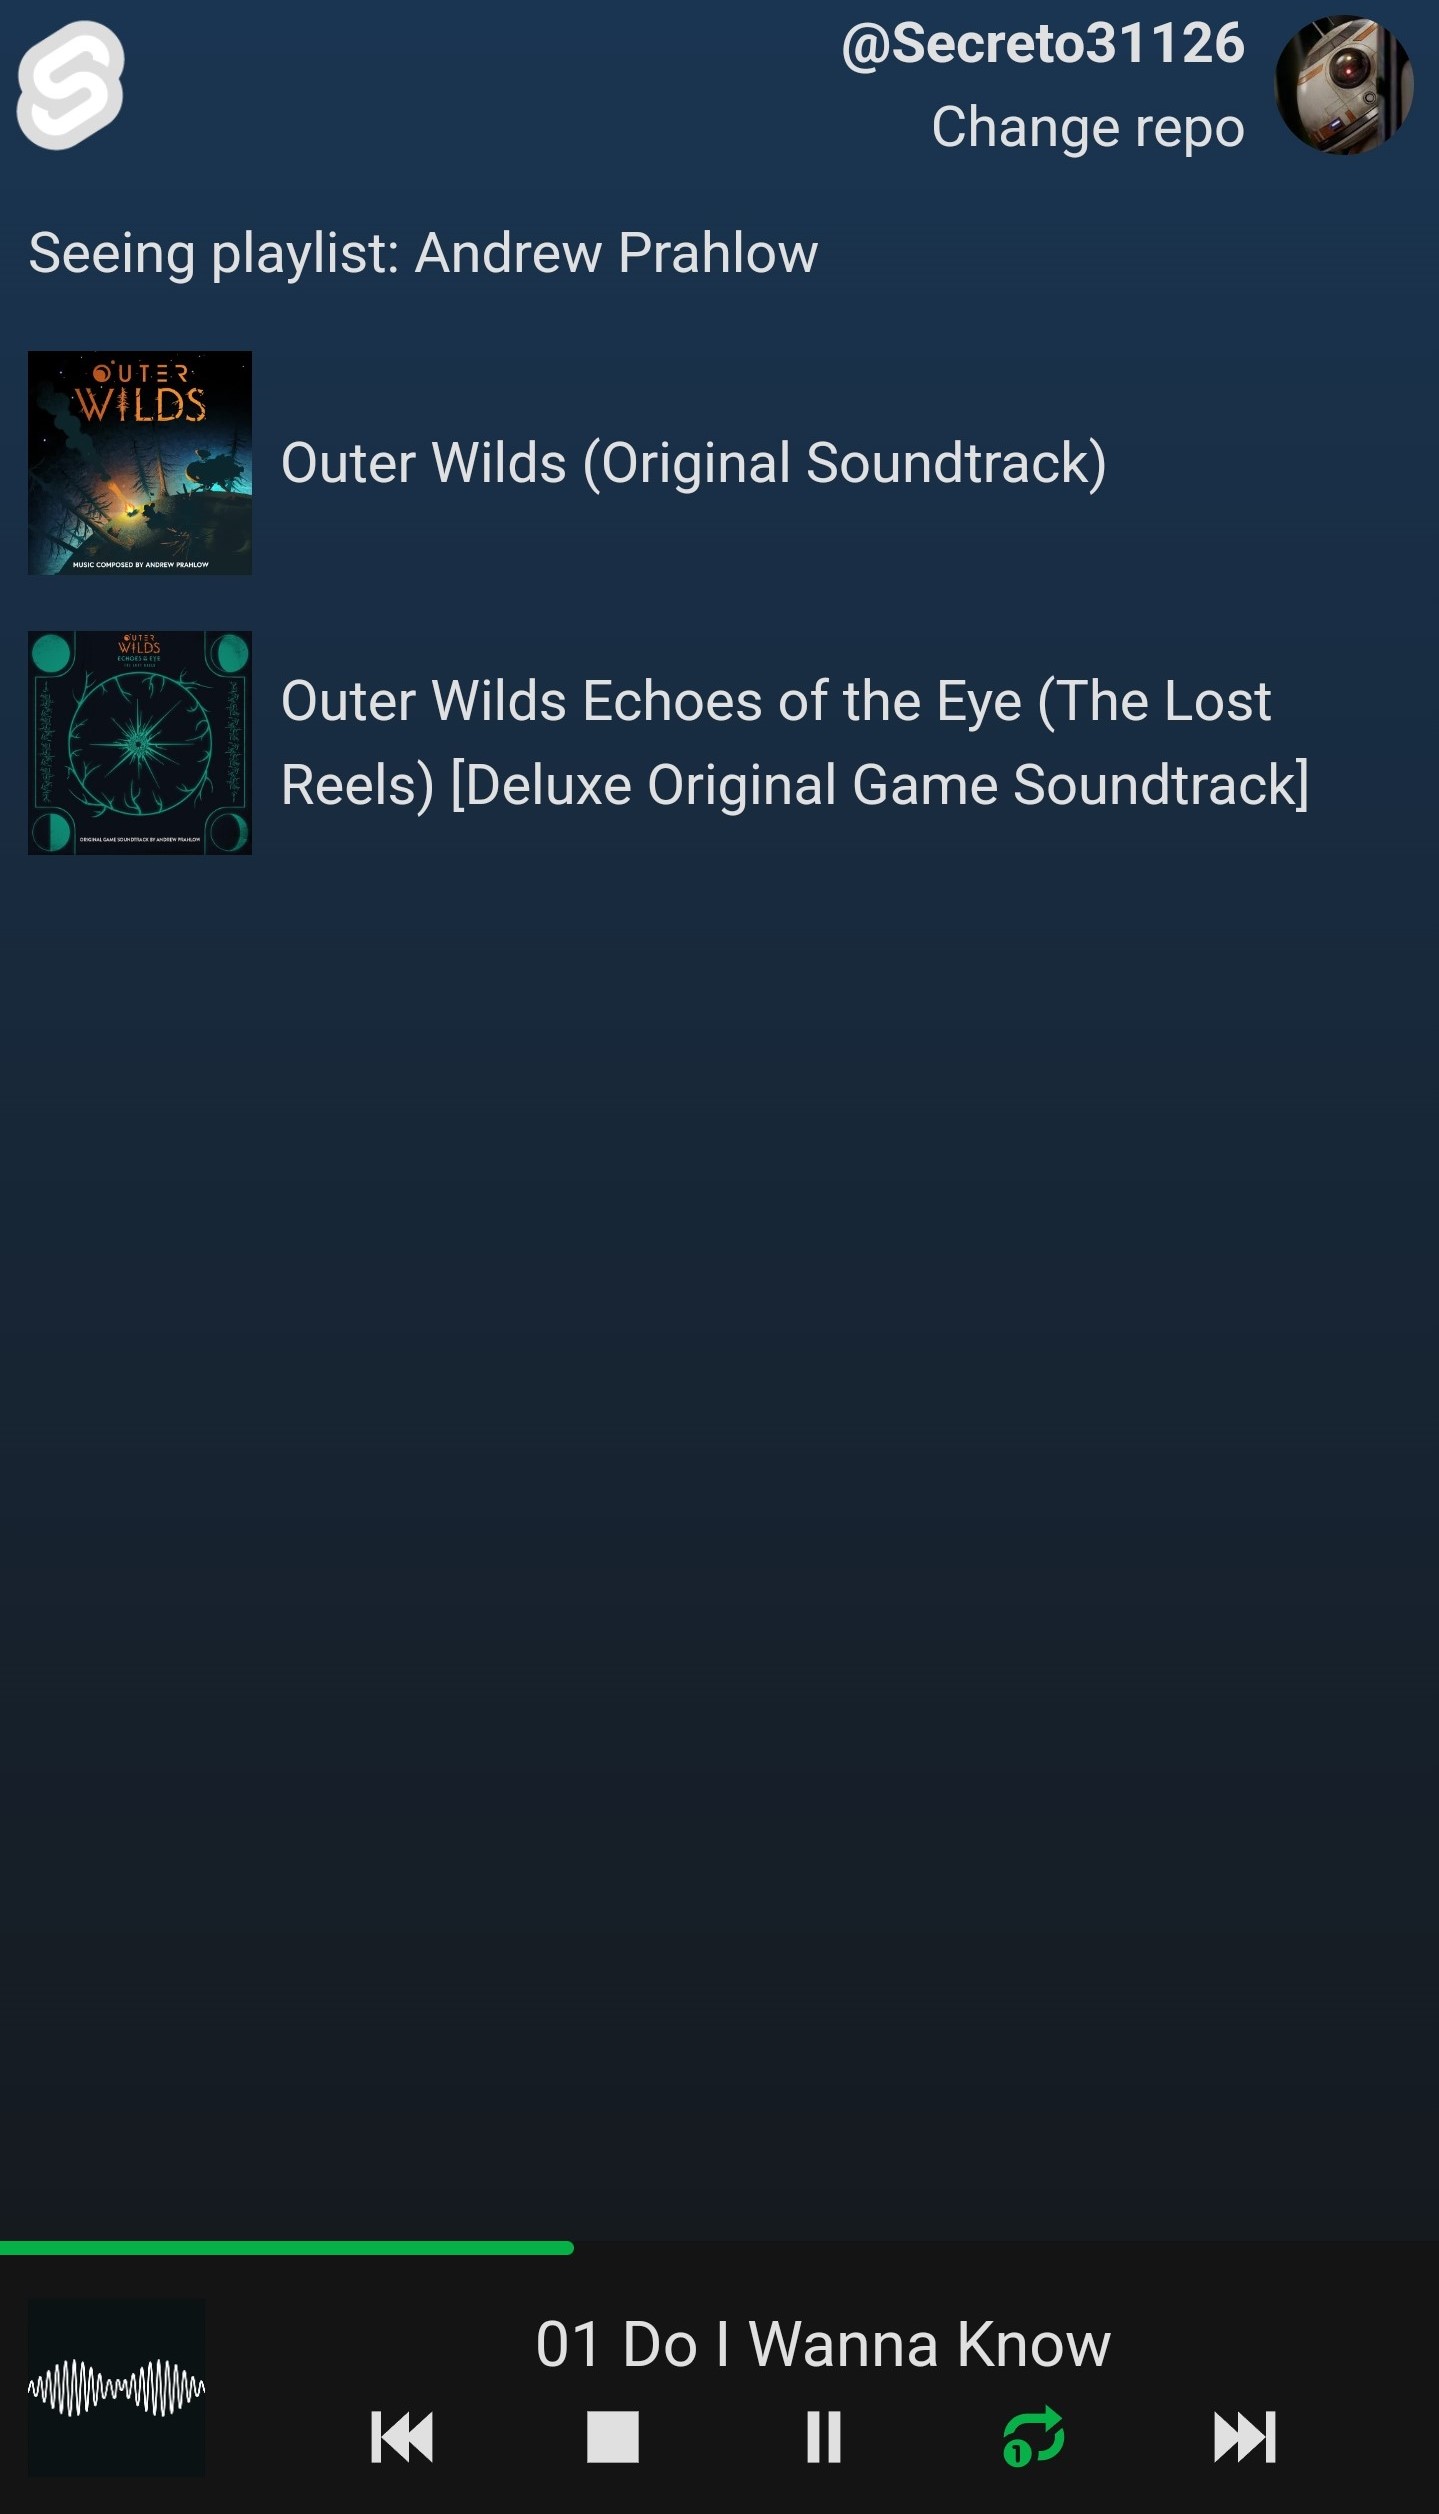 @Secreto31126
Change repo
Seeing playlist: Andrew Prahlow
OUTER
WILDS
MUSIC COMPOSED BY ANDREW PRAHLOW
Outer Wilds (Original Soundtrack)
OUTER
WILDS
ECHOES & EYE
THE LOST REELS
ORIGINAL GAME SOUNDTRACK BY ANDREW PRAHLOW
Outer Wilds Echoes of the Eye (The Lost
Reels) [Deluxe Original Game Soundtrack]
01 Do I Wanna Know
1